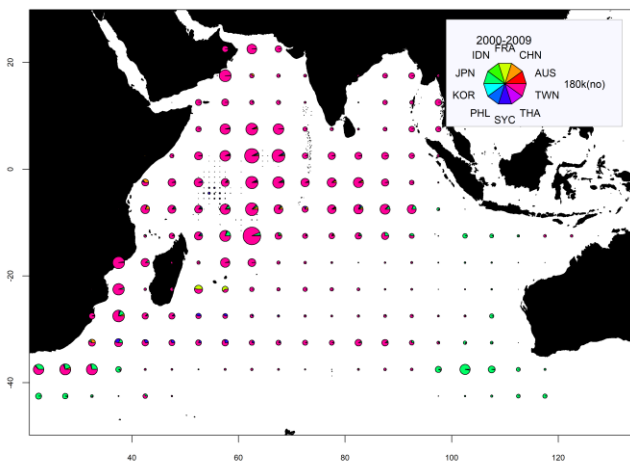 2000-2009
FRA
IDN CHN
JPN AUS
KOR TWN
PHL THA
SYC
180k(no)
20
0
-20
-40
40 60 80 100 120